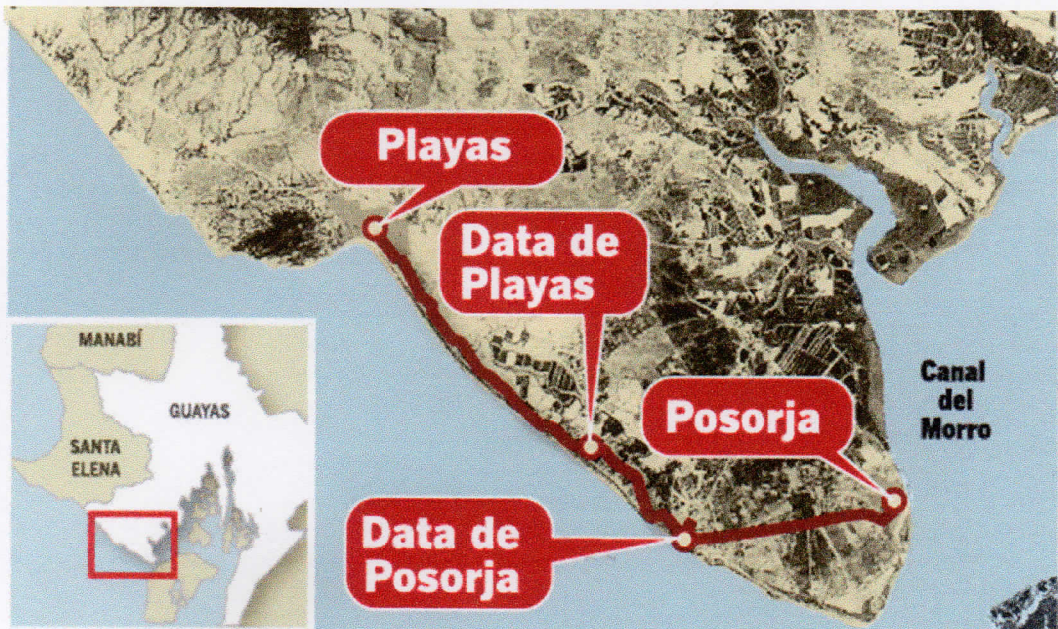 Playas
Data de
Playas
Posorja
Data de
Posorja
Canal
del
Morro
MANABÍ
GUAYAS
SANTA
ELENA